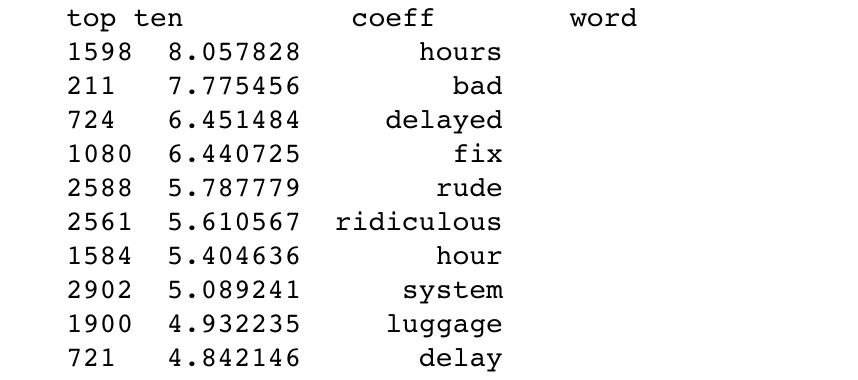 top ten coeff word
1598 8.057828 hours
211 7.775456 bad
724 6.451484 delayed
1080 6.440725 fix
2588 5.787779 rude
2561 5.610567 ridiculous
1584 5.404636 hour
2902 5.089241 system
1900 4.932235 luggage
721 4.842146 delay